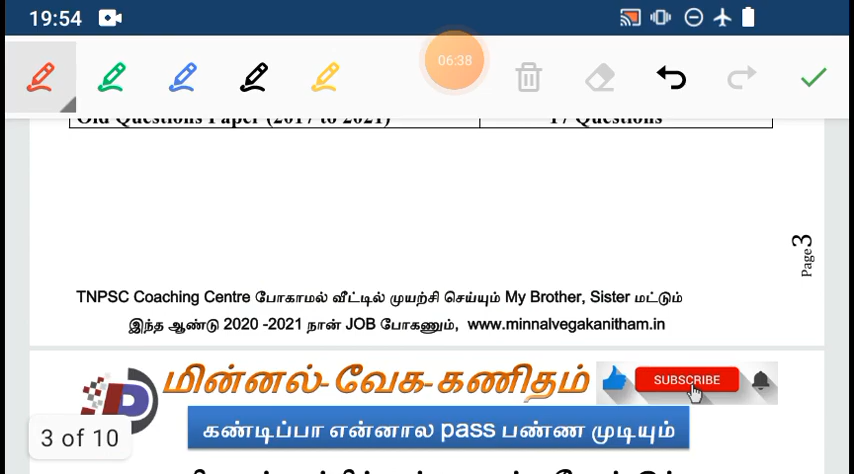 19:54
06:38
Old Questions Paper (2017 to 2021) 17 Questions
Page3
TNPSC Coaching Centre போகாமல் வீட்டில் முயற்சி செய்யும் My Brother, Sister மட்டும்
இந்த ஆண்டு 2020 -2021 நான் JOB போகணும், www.minnalvegakanitham.in
மின்னல்-வேக-கணிதம்
SUBSCRIBE
3 of 10
கண்டிப்பா என்னால pass பண்ண முடியும்